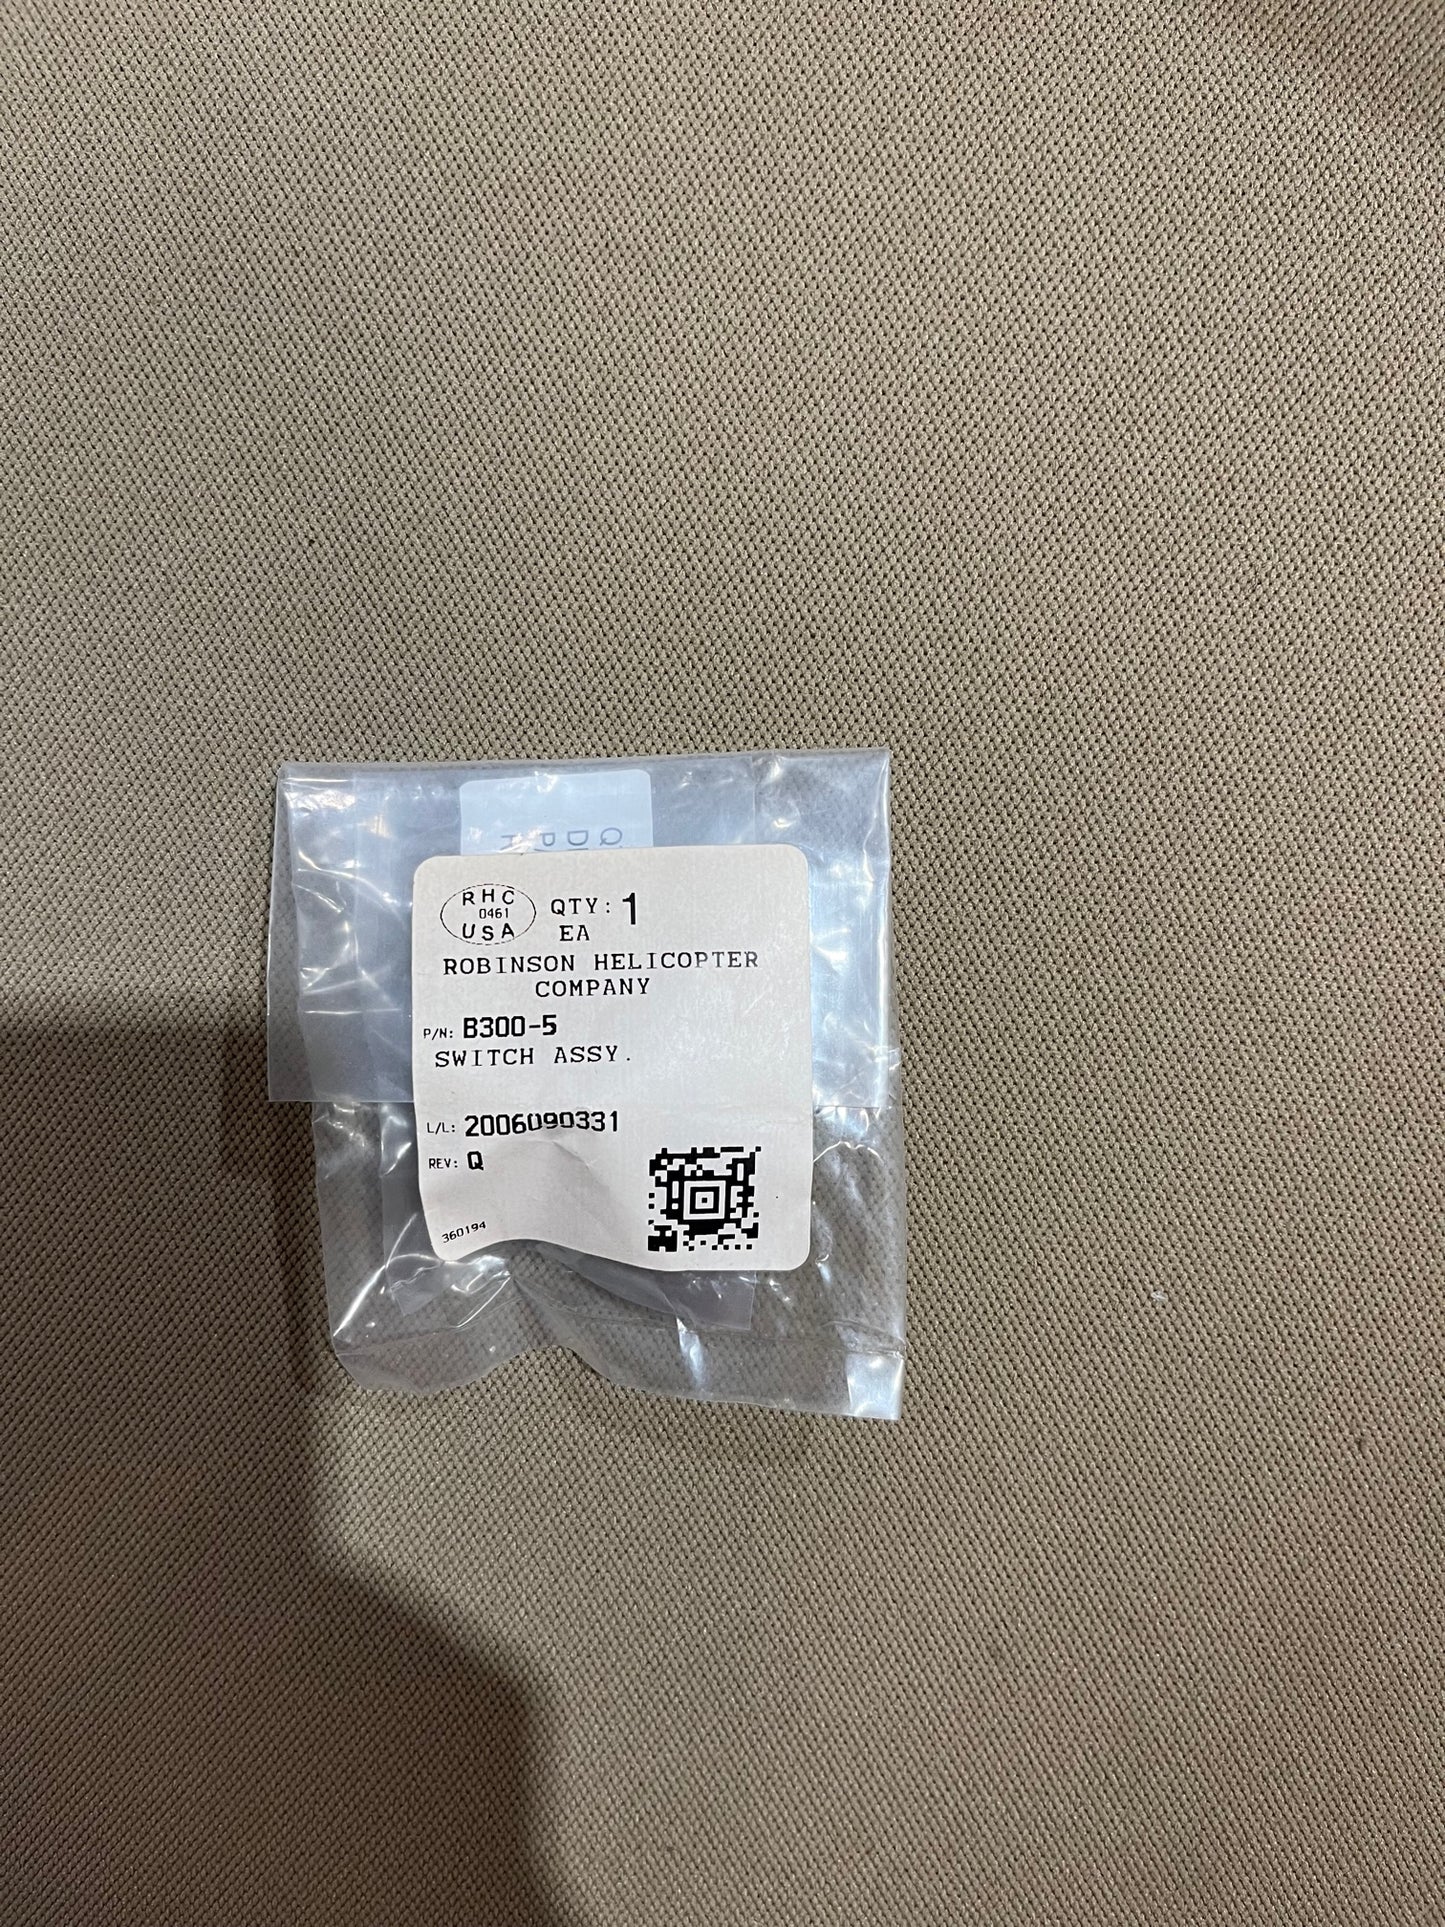 RHC
0461
USA
QTY: 1
EA
ROBINSON HELICOPTER
COMPANY
P/N: B300-5
SWITCH ASSY.
L/L: 2006090331
REV: Q
360194